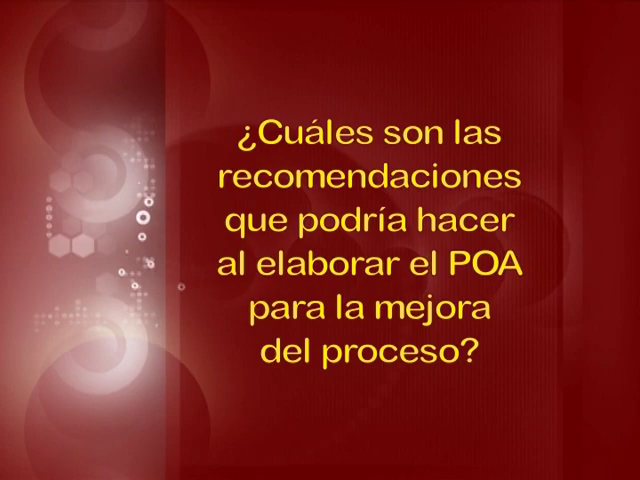 ¿Cuáles son las
recomendaciones
que podría hacer
al elaborar el POA
para la mejora
del proceso?